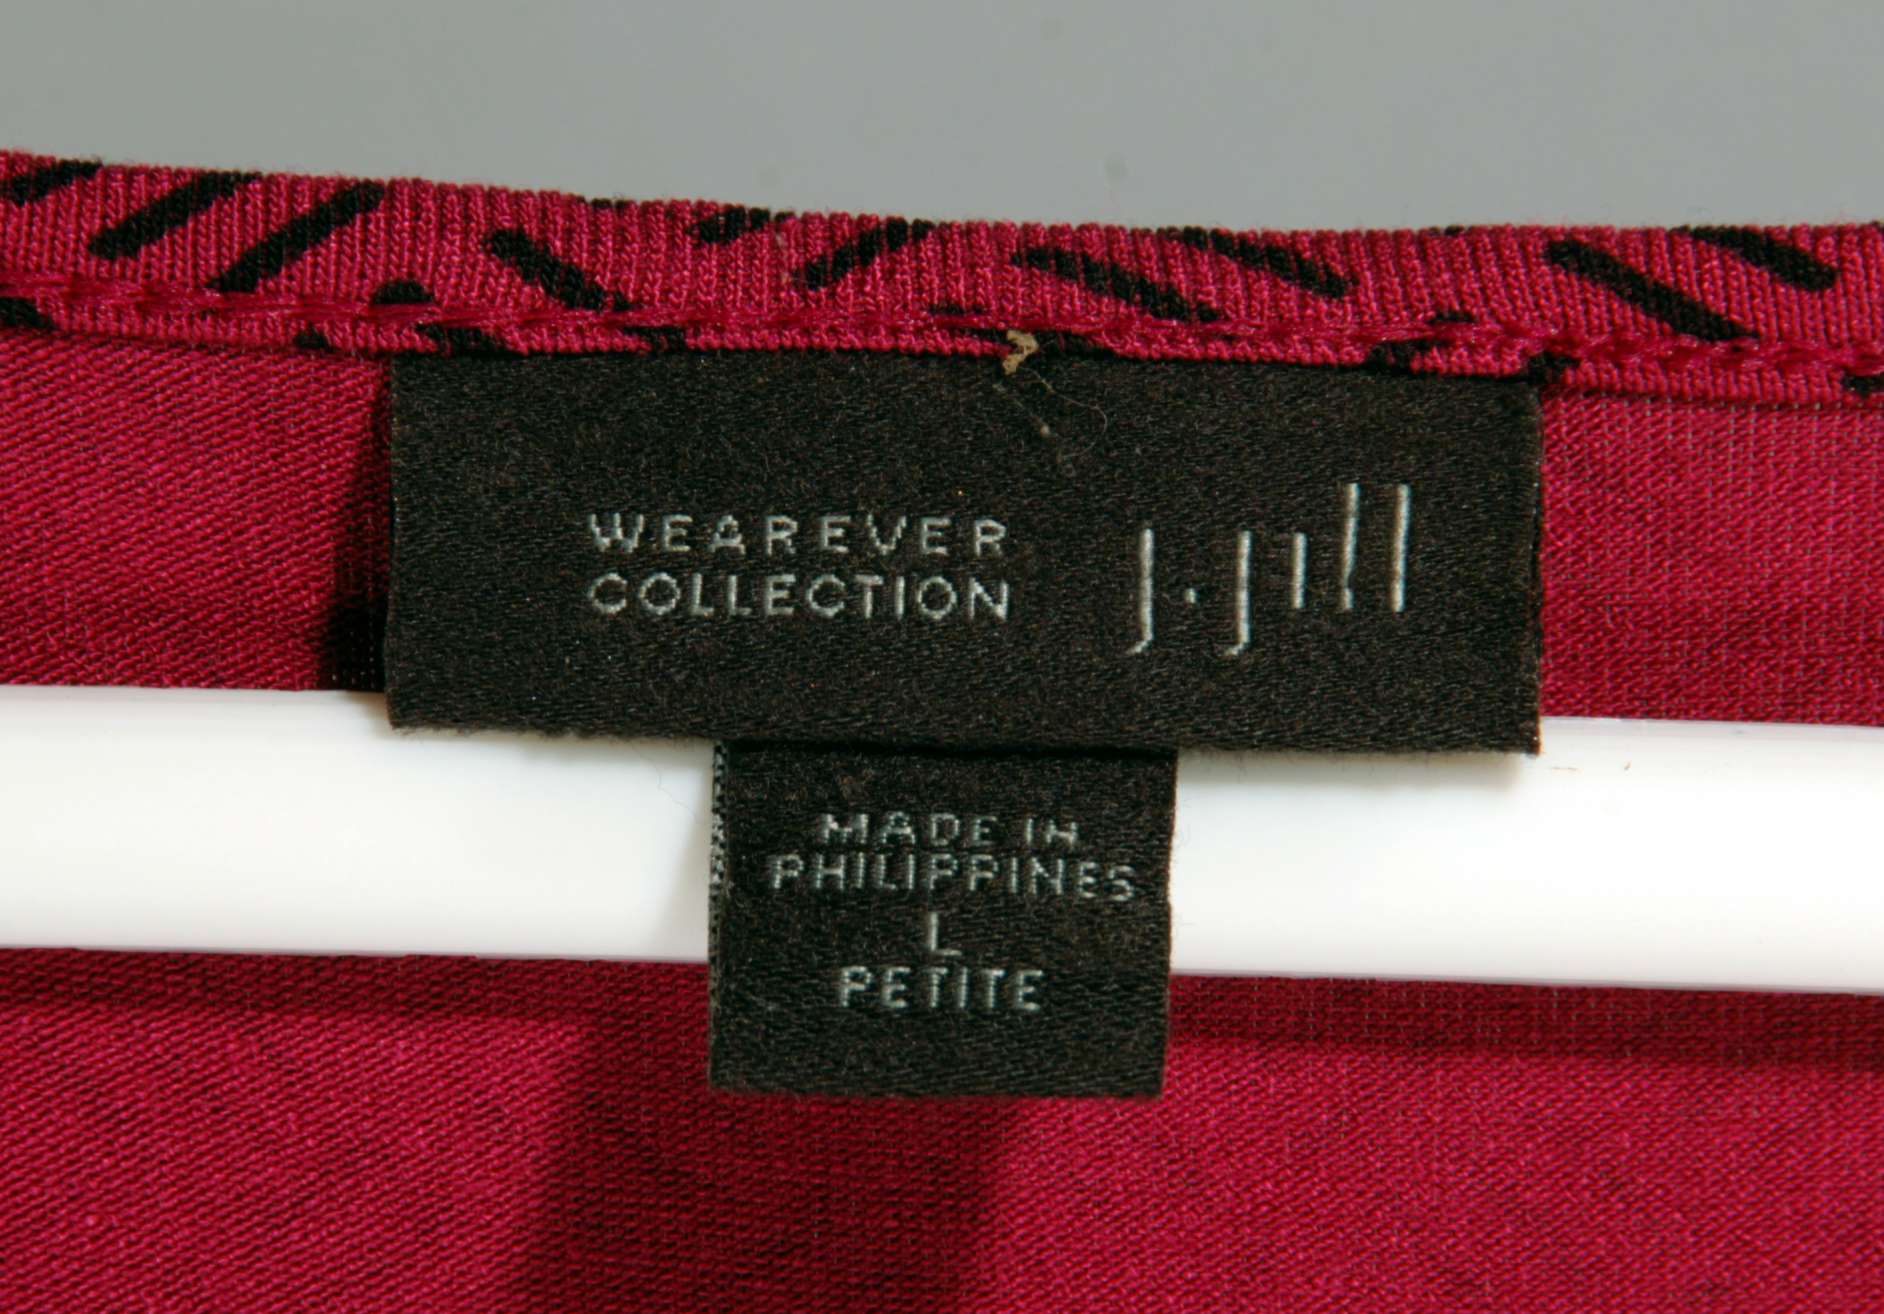 WEAREVER
COLLECTION
J.Jill
MADE IN
PHILIPPINES
L
PETITE